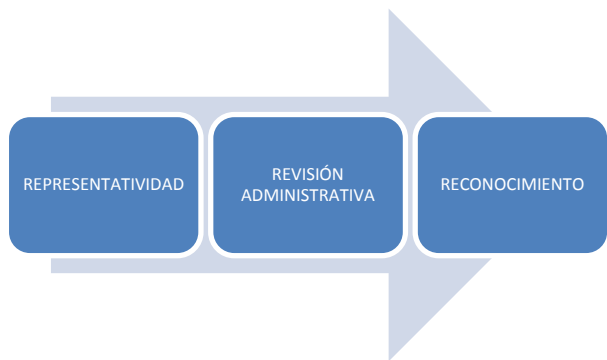 REPRESENTATIVIDAD
REVISIÓN
ADMINISTRATIVA
RECONOCIMIENTO